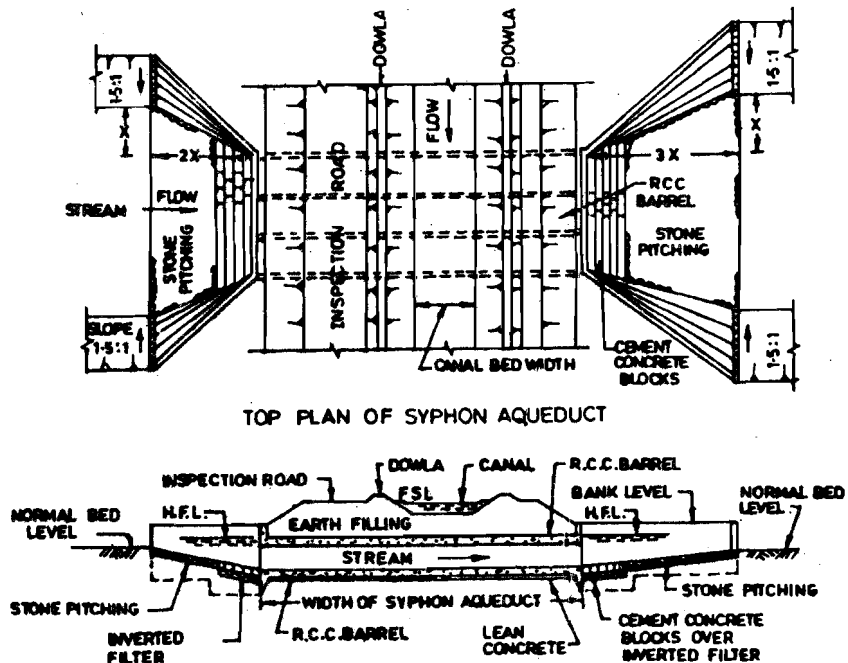 DOWLA
DOWLA
1·5:1
1·5:1
X
X
2X
3X
FLOW
ROAD
INSPECTION
RCC
BARREL
STREAM
FLOW
STONE
PITCHING
STONE
PITCHING
SLOPE
1·5:1
1·5:1
CANAL BED WIDTH
CEMENT
CONCRETE
BLOCKS
TOP PLAN OF SYPHON AQUEDUCT
INSPECTION ROAD
DOWLA
CANAL
R.C.C. BARREL
NORMAL BED
LEVEL
H.F.L.
F.S.L
BANK LEVEL
H.F.L.
NORMAL BED
LEVEL
EARTH FILLING
STREAM
STONE PITCHING
WIDTH OF SYPHON AQUEDUCT
STONE PITCHING
INVERTED
FILTER
R.C.C. BARREL
LEAN
CONCRETE
CEMENT CONCRETE
BLOCKS OVER
INVERTED FILTER